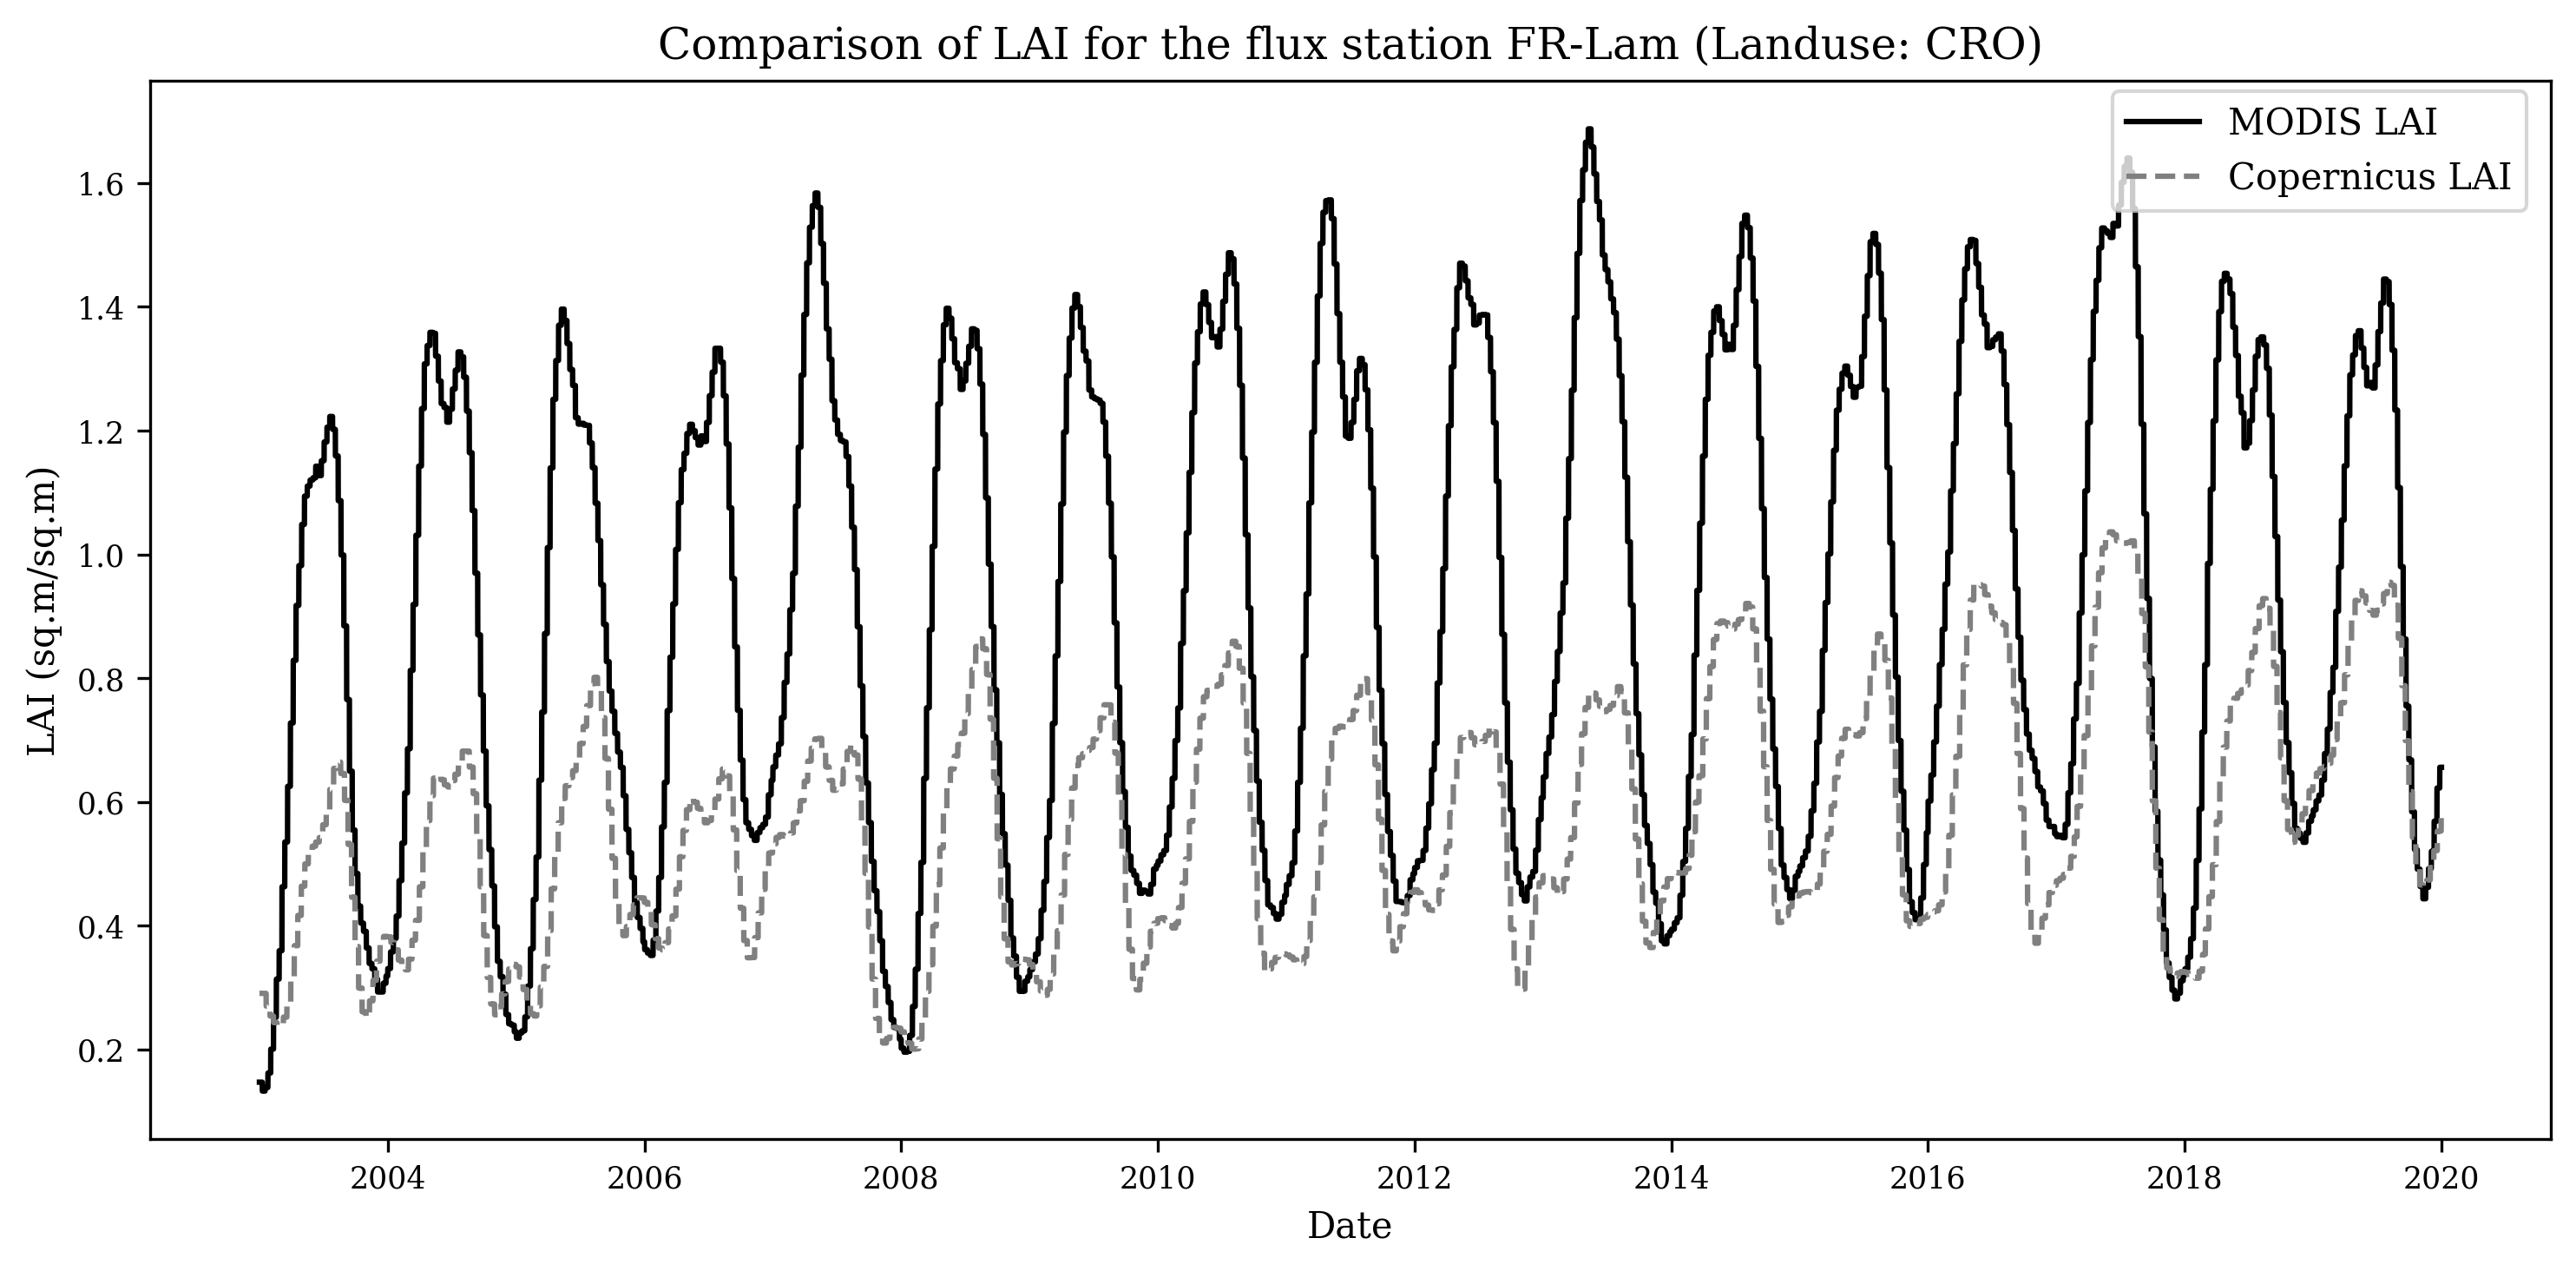 Comparison of LAI for the flux station FR-Lam (Landuse: CRO)
MODIS LAI
Copernicus LAI
LAI (sq.m/sq.m)
1.6
1.4
1.2
1.0
0.8
0.6
0.4
0.2
2004 2006 2008 2010 2012 2014 2016 2018 2020
Date